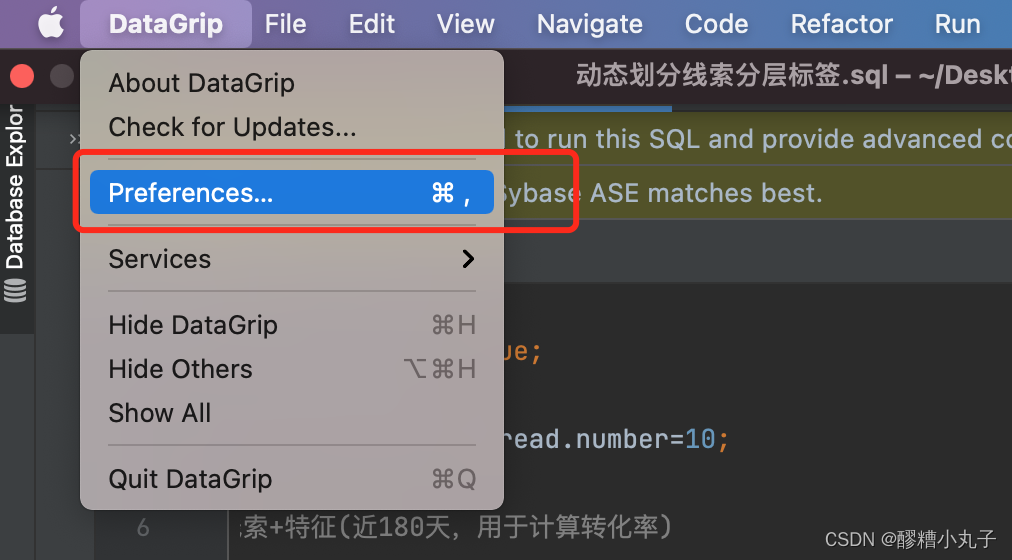 DataGrip File Edit View Navigate Code Refactor Run
动态划分线索分层标签.sql – ~/Deskt
About DataGrip
Check for Updates...
to run this SQL and provide advanced co
Preferences... ⌘ ,
Sybase ASE matches best.
Database Explor
Services
Hide DataGrip ⌘H
ue;
Hide Others ⌥⌘H
Show All
read.number=10;
Quit DataGrip ⌘Q
6 索+特征(近180天，用于计算转化率)
CSDN @醪糟小丸子